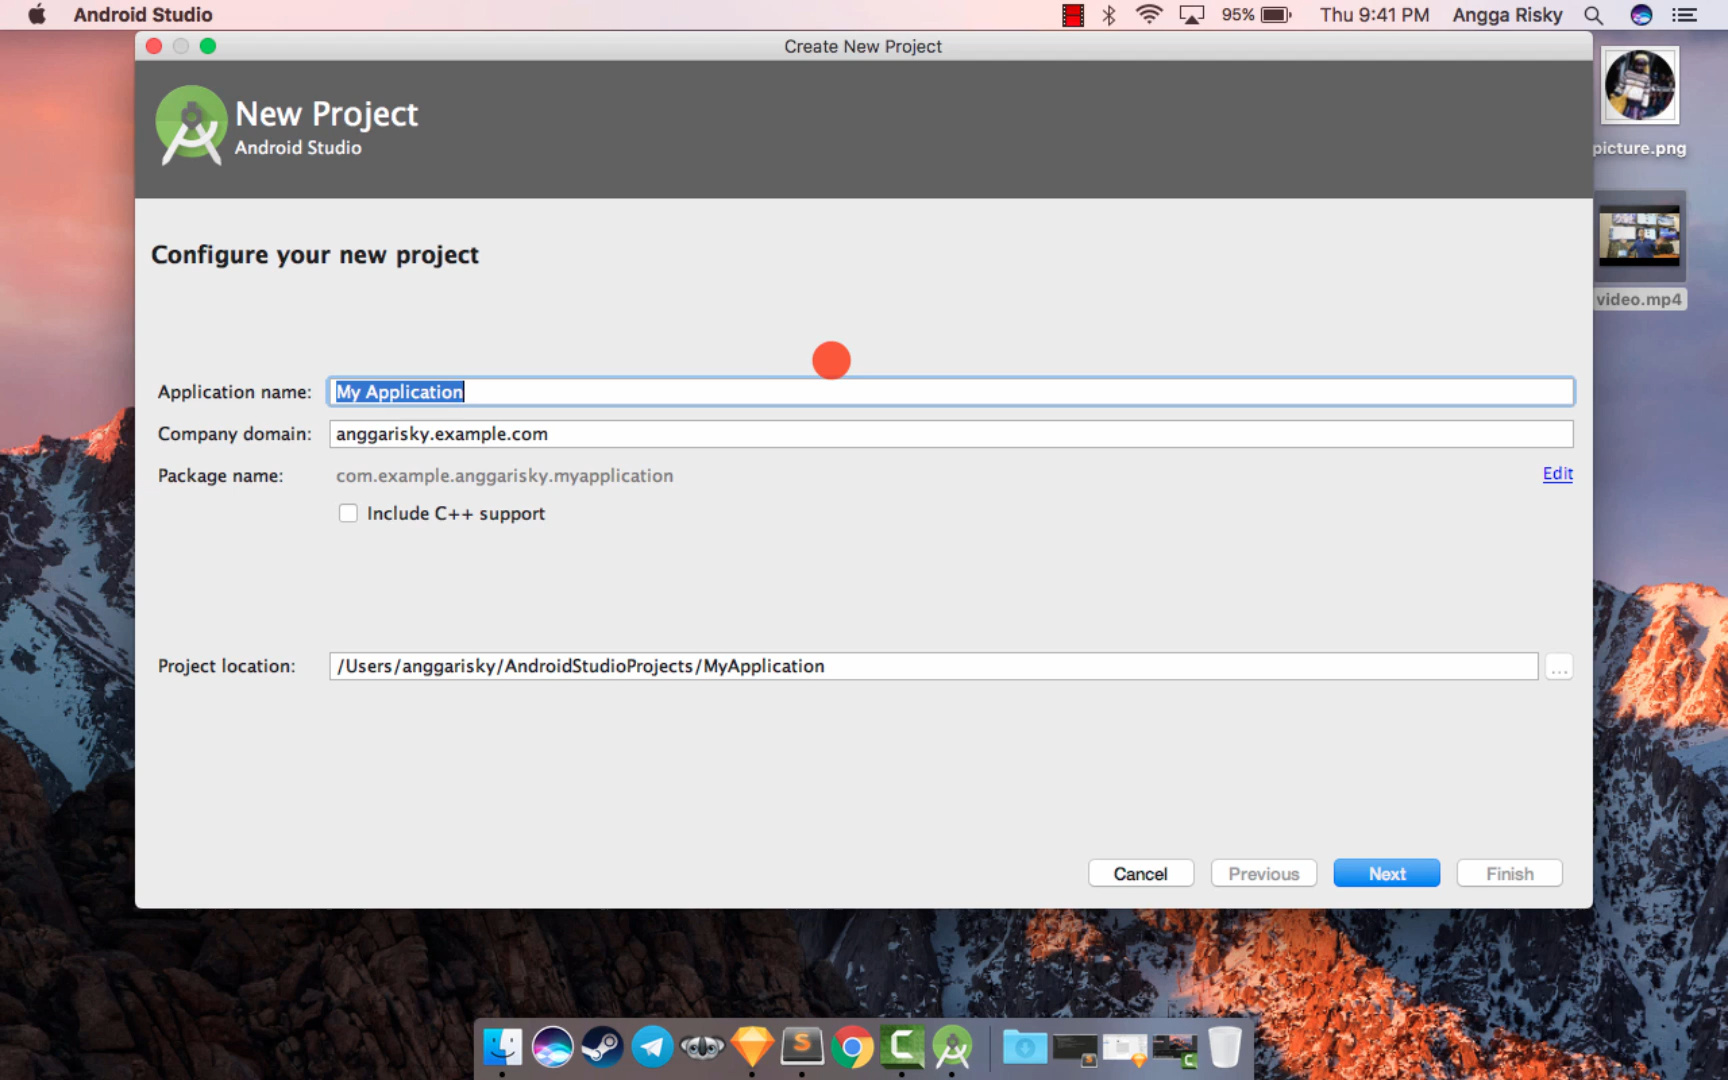 Android Studio
95%
Thu 9:41 PM
Angga Risky
Create New Project
New Project
Android Studio
picture.png
video.mp4
Configure your new project
Application name: My Application
Company domain: anggarisky.example.com
Package name: com.example.anggarisky.myapplication Edit
Include C++ support
Project location: /Users/anggarisky/AndroidStudioProjects/MyApplication ...
Cancel Previous Next Finish